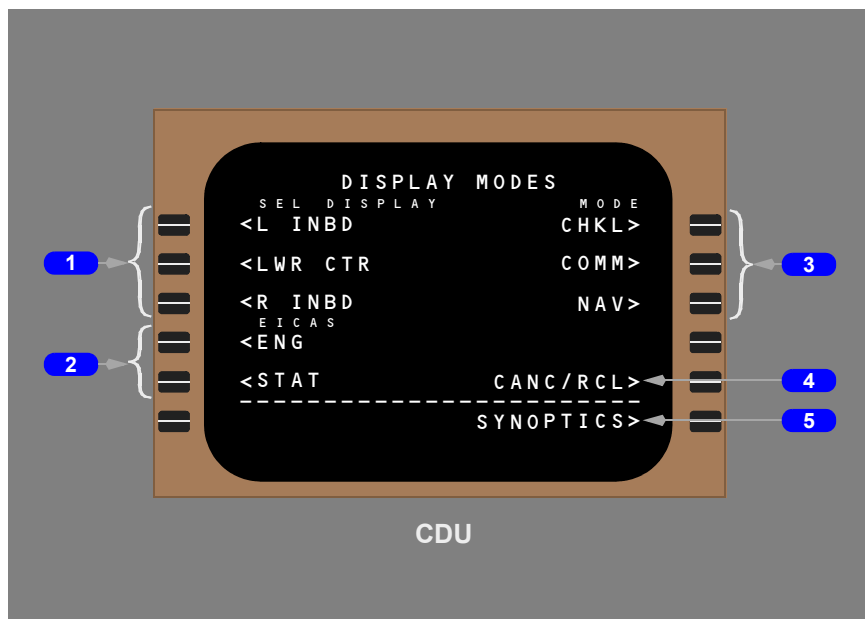 DISPLAY MODES
SEL DISPLAY MODE
<L INBD CHKL>
1 <LWR CTR COMM> 3
<R INBD NAV>
EICAS
<ENG
2
<STAT CANC/RCL> 4
------------------------
SYNOPTICS> 5
CDU